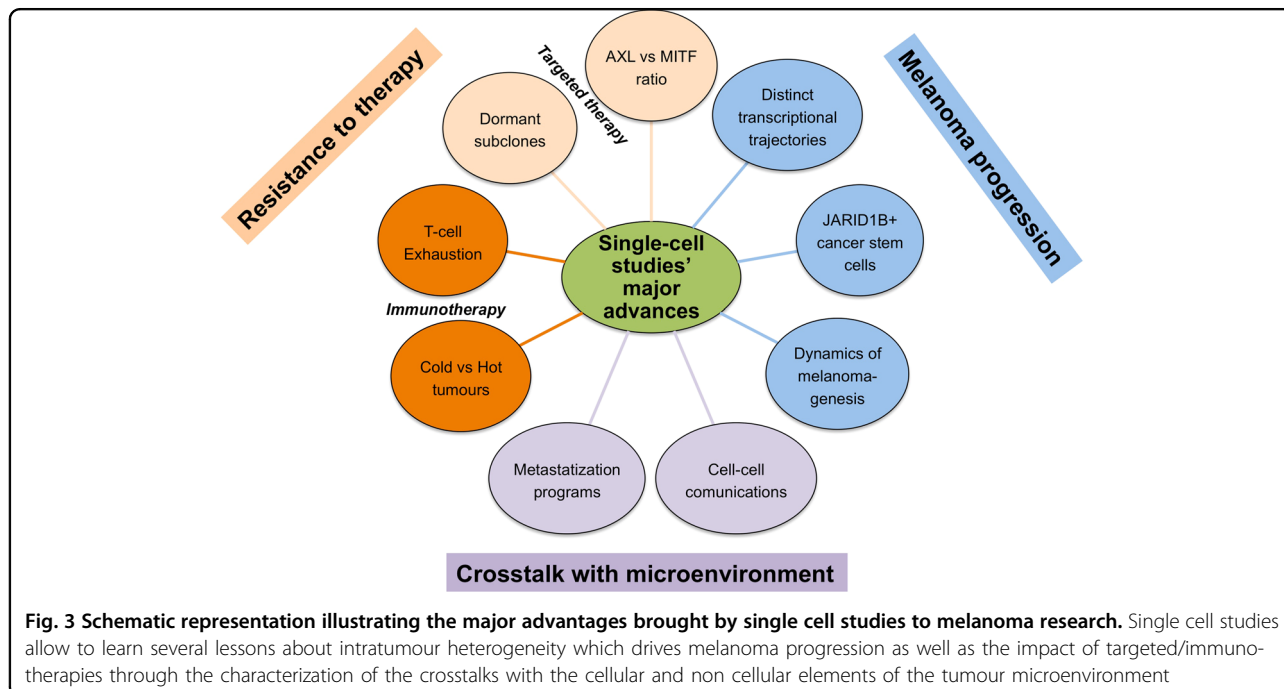 Resistance to therapy
Targeted therapy
AXL vs MITF
ratio
Dormant
subclones
T-cell
Exhaustion
Immunotherapy
Cold vs Hot
tumours
Single-cell
studies'
major
advances
Melanoma progression
Distinct
transcriptional
trajectories
JARID1B+
cancer stem
cells
Dynamics of
melanoma-
genesis
Metastatization
programs
Cell-cell
comunications
Crosstalk with microenvironment
Fig. 3 Schematic representation illustrating the major advantages brought by single cell studies to melanoma research. Single cell studies
allow to learn several lessons about intratumour heterogeneity which drives melanoma progression as well as the impact of targeted/immuno-
therapies through the characterization of the crosstalks with the cellular and non cellular elements of the tumour microenvironment